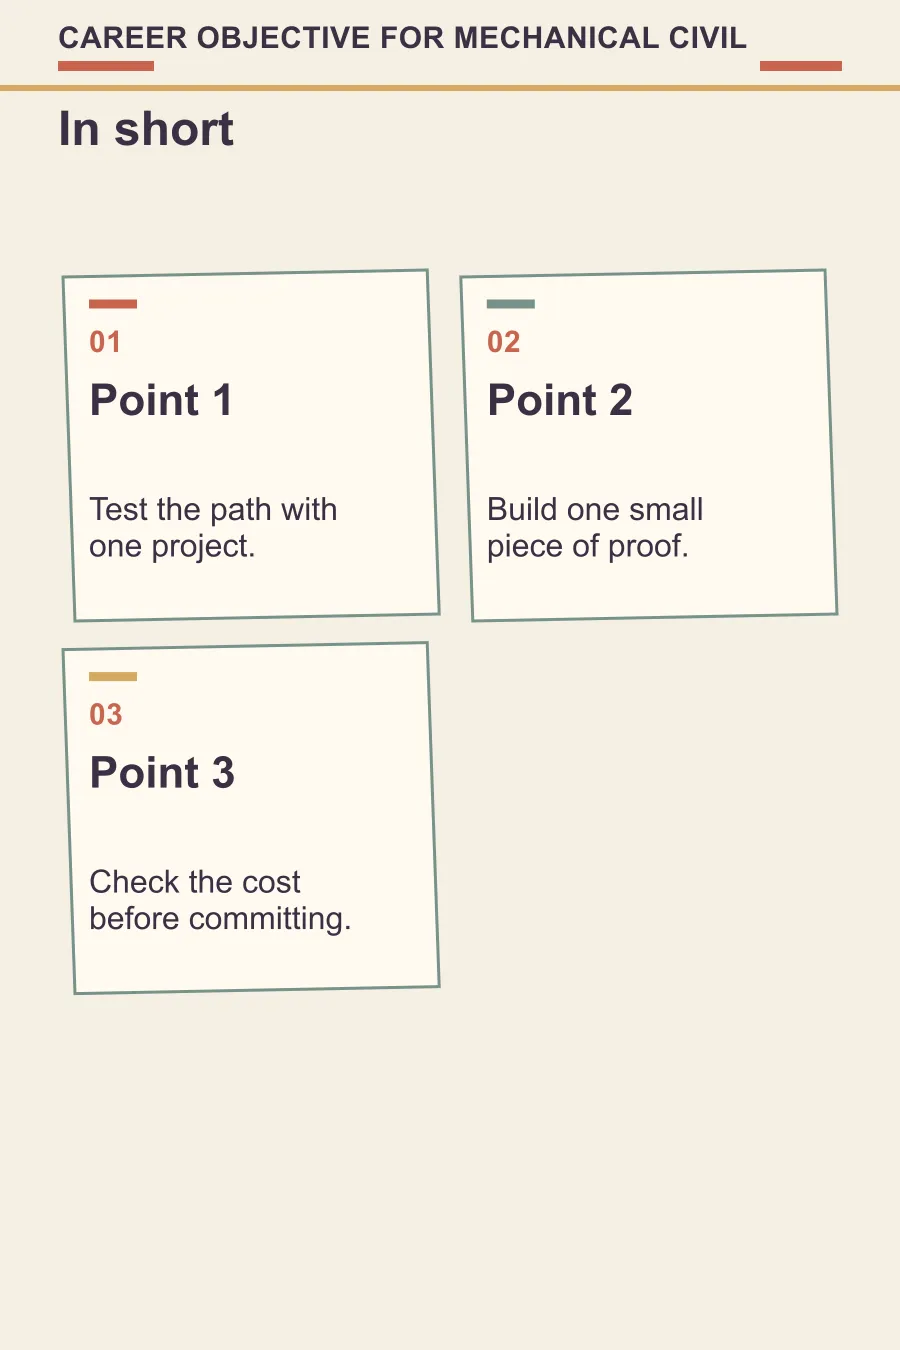 CAREER OBJECTIVE FOR MECHANICAL CIVIL
In short
01
Point 1
Test the path with
one project.
02
Point 2
Build one small
piece of proof.
03
Point 3
Check the cost
before committing.